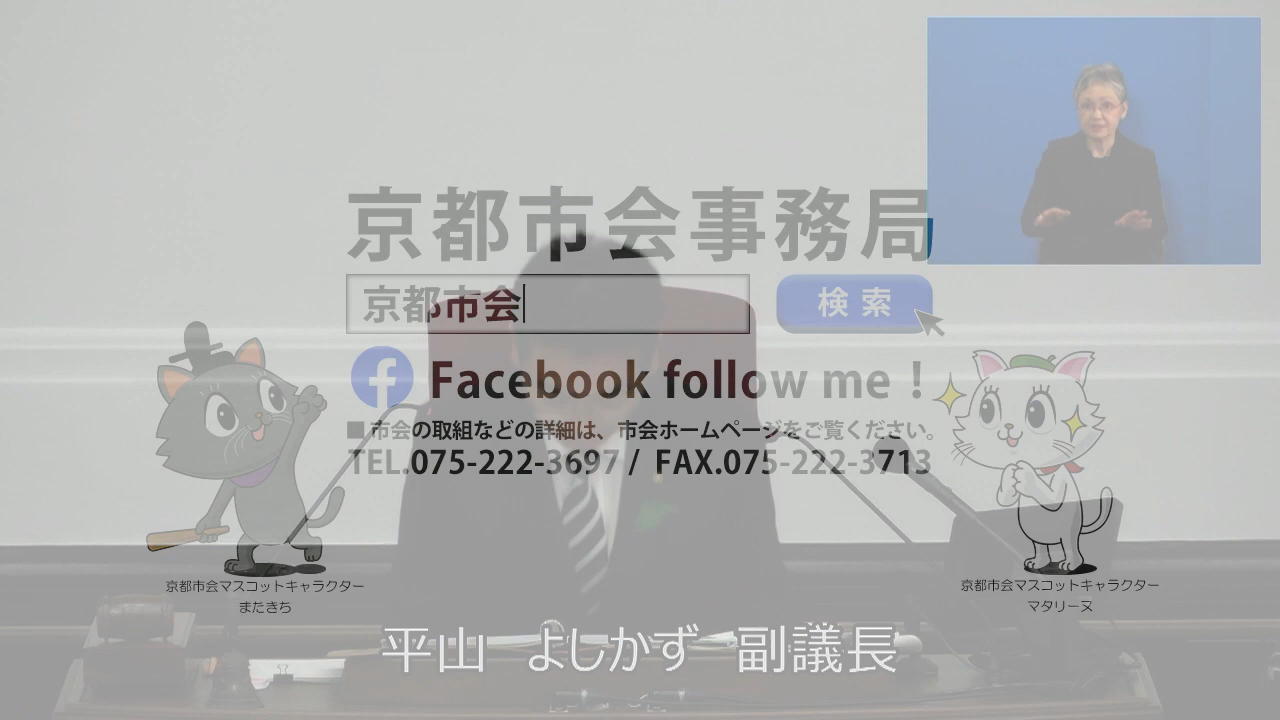 京都市会事務局
京都市会
検索
Facebook follow me !
■ 市会の取組などの詳細は、市会ホームページをご覧ください。
TEL.075-222-3697 / FAX.075-222-3713
京都市会マスコットキャラクター
またきち
京都市会マスコットキャラクター
マタリーヌ
平山 よしかず 副議長